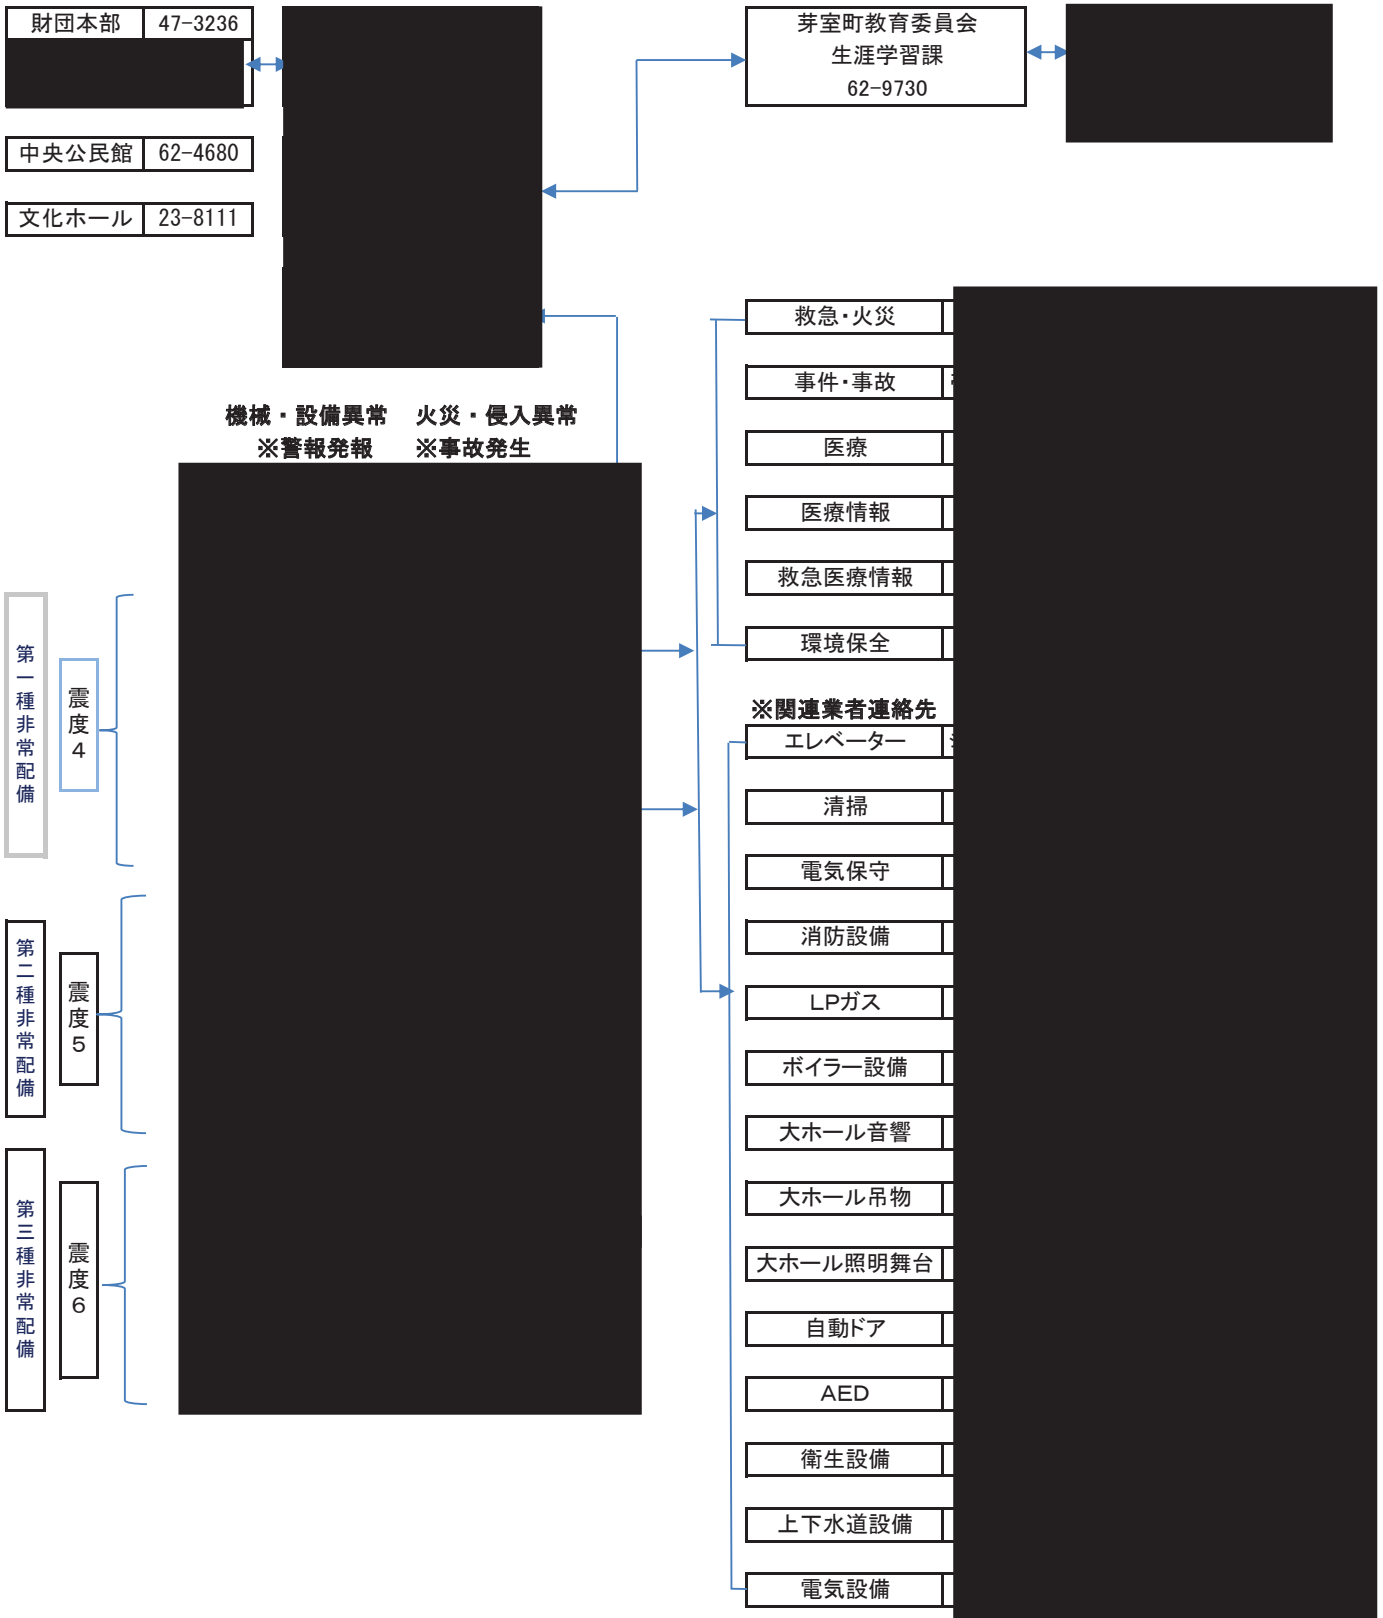 財団本部 47-3236
芽室町教育委員会
生涯学習課
62-9730
中央公民館 62-4680
文化ホール 23-8111
救急・火災
事件・事故
医療
医療情報
救急医療情報
環境保全
機械・設備異常 火災・侵入異常
※警報発報 ※事故発生
第一種非常配備
震度4
第二種非常配備
震度5
第三種非常配備
震度6
※関連業者連絡先
エレベーター
清掃
電気保守
消防設備
LPガス
ボイラー設備
大ホール音響
大ホール吊物
大ホール照明舞台
自動ドア
AED
衛生設備
上下水道設備
電気設備